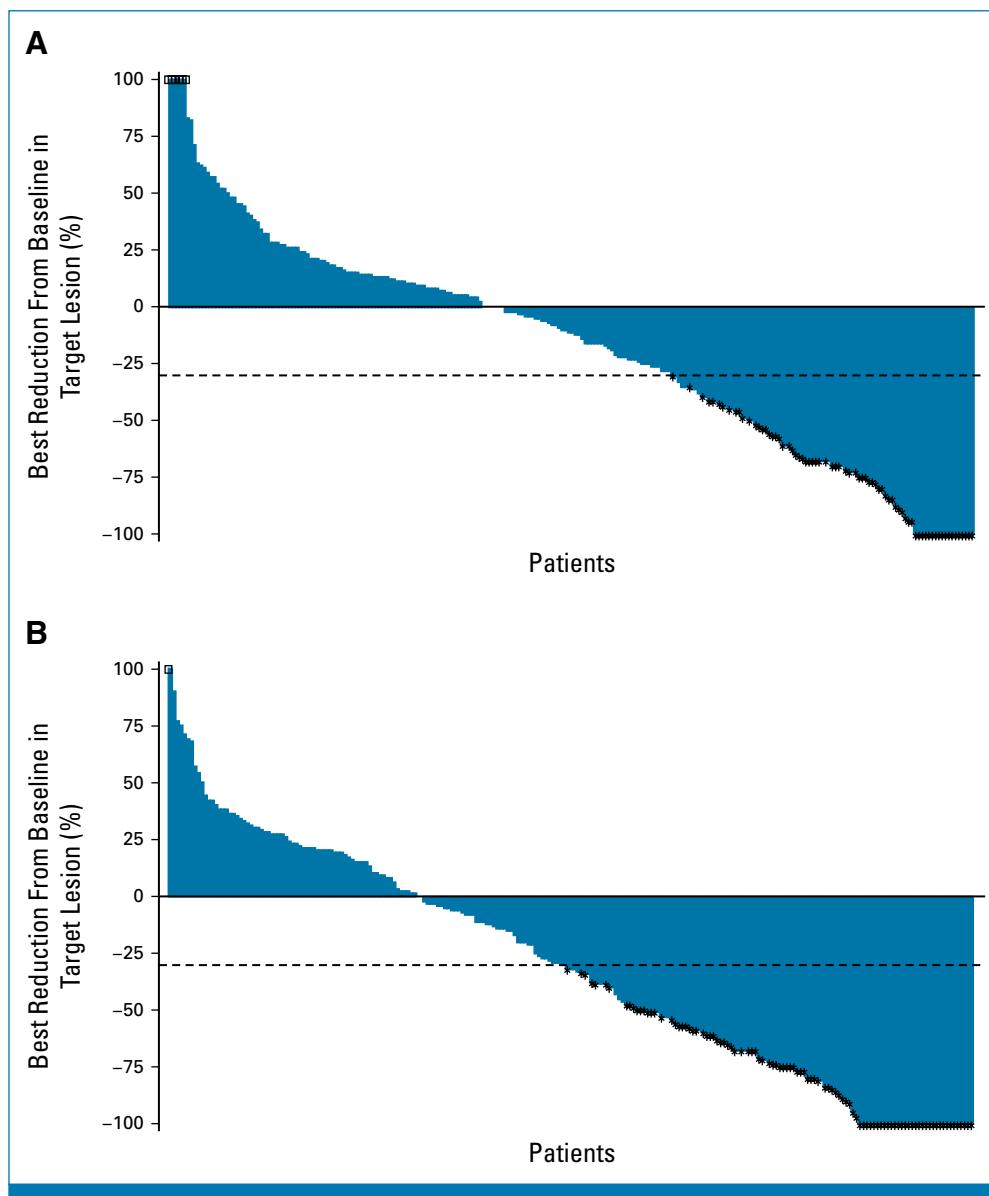 A
Best Reduction From Baseline in
Target Lesion (%)
100
75
50
25
0
−25
−50
−75
−100
Patients
B
Best Reduction From Baseline in
Target Lesion (%)
100
75
50
25
0
−25
−50
−75
−100
Patients